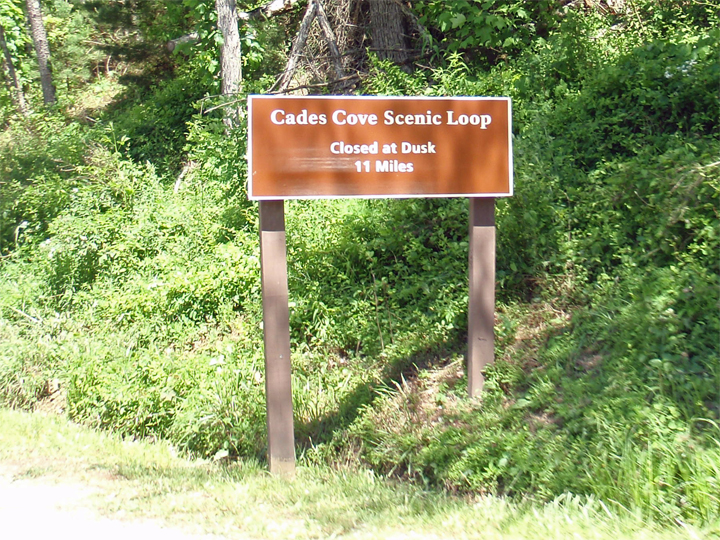 Cades Cove Scenic Loop
Closed at Dusk
11 Miles